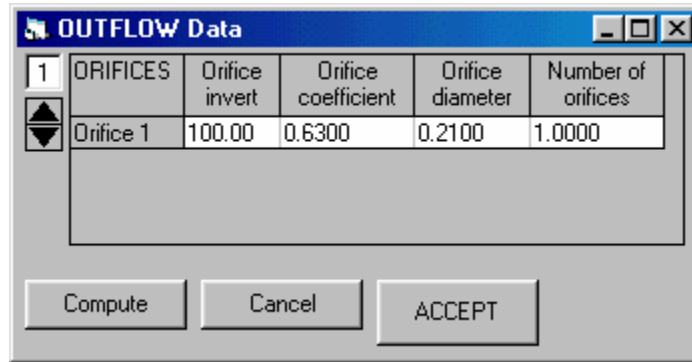 OUTFLOW Data
1
ORIFICES Orifice invert Orifice coefficient Orifice diameter Number of orifices
Orifice 1 100.00 0.6300 0.2100 1.0000
Compute Cancel ACCEPT